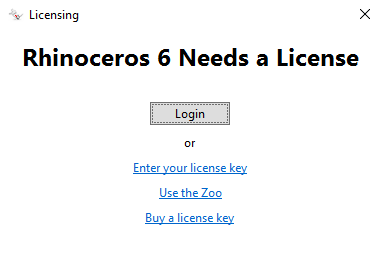 Licensing
Rhinoceros 6 Needs a License
Login
or
Enter your license key
Use the Zoo
Buy a license key